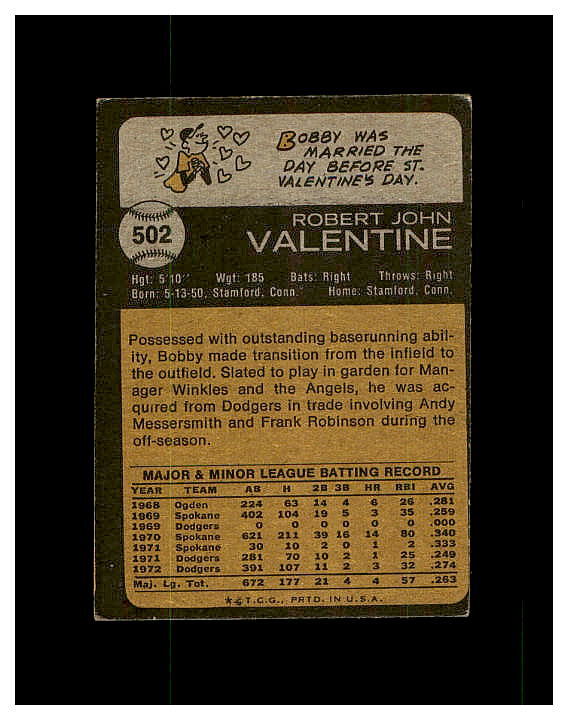 BOBBY WAS
MARRIED THE
DAY BEFORE ST.
VALENTINE'S DAY.
502
ROBERT JOHN
VALENTINE
Hgt: 5'10" Wgt: 185 Bats: Right Throws: Right
Born: 5-13-50, Stamford, Conn. Home: Stamford, Conn.
Possessed with outstanding baserunning abil-
ity, Bobby made transition from the infield to
the outfield. Slated to play in garden for Man-
ager Winkles and the Angels, he was ac-
quired from Dodgers in trade involving Andy
Messersmith and Frank Robinson during the
off-season.
MAJOR & MINOR LEAGUE BATTING RECORD
YEAR TEAM AB H 2B 3B HR RBI AVG
1968 Ogden 224 63 14 4 6 26 .281
1969 Spokane 402 104 19 5 3 35 .259
1969 Dodgers 0 0 0 0 0 0 .000
1970 Spokane 621 211 39 16 14 80 .340
1971 Spokane 30 10 2 0 1 2 .333
1971 Dodgers 281 70 10 2 1 25 .249
1972 Dodgers 391 107 11 2 3 32 .274
Maj. Lg. Tot. 672 177 21 4 4 57 .263
T.C.G., PRTD. IN U.S.A.